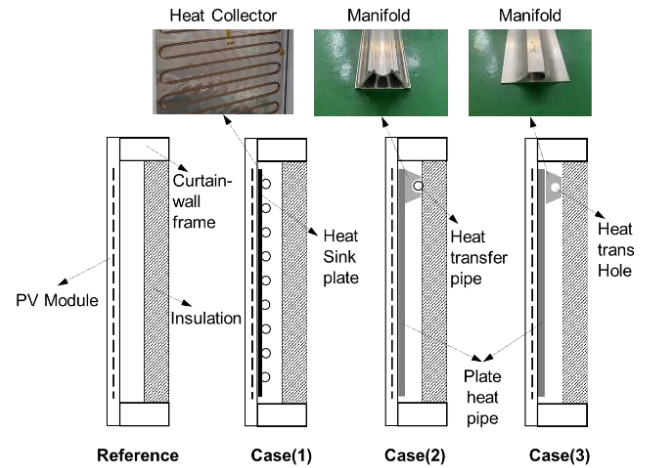 Heat Collector
Manifold
Manifold
Curtain-
wall
frame
PV Module
Insulation
Heat
Sink
plate
Heat
transfer
pipe
Heat
trans
Hole
Plate
heat
pipe
Reference
Case(1)
Case(2)
Case(3)